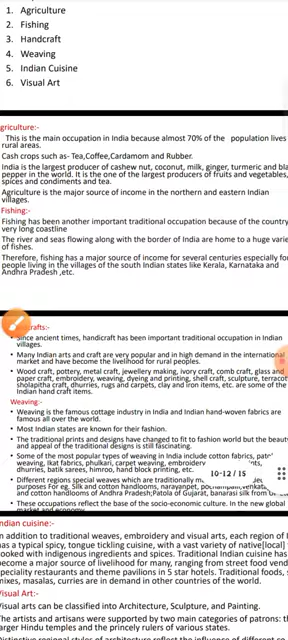 1. Agriculture
2. Fishing
3. Handcraft
4. Weaving
5. Indian Cuisine
6. Visual Art
griculture:-
This is the main occupation in India because almost 70% of the population lives
rural areas.
Cash crops such as- Tea,Coffee,Cardamom and Rubber.
India is the largest producer of cashew nut, coconut, milk, ginger, turmeric and bla
pepper in the world. It is the one of the largest producers of fruits and vegetables,
spices and condiments and tea.
Agriculture is the major source of income in the northern and eastern Indian
villages.
Fishing:-
Fishing has been another important traditional occupation because of the country
very long coastline
The river and seas flowing along with the border of India are home to a huge varie
of fishes.
Therefore, fishing has a major source of income for several centuries especially fo
people living in the villages of the south Indian states like Kerala, Karnataka and
Andhra Pradesh ,etc.
crafts:-
• Since ancient times, handicraft has been important traditional occupation in Indian
villages.
• Many Indian arts and craft are very popular and in high demand in the international
market and have become the livelihood for rural peoples.
• Wood craft, pottery, metal craft, jewellery making, ivory craft, comb craft, glass and
paper craft, embroidery, weaving, dyeing and printing, shell craft, sculpture, terracot
sholapitha craft, dhurries, rugs and carpets, clay and iron items, etc. are some of the
Indian hand craft items.
Weaving:-
• Weaving is the famous cottage industry in India and Indian hand-woven fabrics are
famous all over the world.
• Most Indian states are known for their fashion.
• The traditional prints and designs have changed to fit to fashion world but the beaut
and appeal of the traditional designs is still fascinating.
• Some of the most popular types of weaving in India include cotton fabrics,
weaving, Ikat fabrics, phulkari, carpet weaving, embroidery
dhurries, batik sarees, himroo, hand block printing, etc.
• Different regions special weaves which are traditionally
purposes For eg. Silk and cotton handlooms, narayanpet,
and cotton handlooms of Andhra Pradesh;Patola of Gujarat, banarasi silk from
• These occupations reflect the base of the socio-economic culture. In the new global
market and economy
10-12 / 15
ndian cuisine:-
n addition to traditional weaves, embroidery and visual arts, each region of I
as a typical spicy, tongue tickling cuisine, with a vast variety of native[local]
ooked with indigenous ingredients and spices. Traditional Indian cuisine has
ecome a major source of livelihood for many, ranging from street food vend
peciality restaurants and theme pavilions in 5 star hotels. Traditional foods, s
mixes, masalas, curries are in demand in other countries of the world.
Visual Art:-
Visual arts can be classified into Architecture, Sculpture, and Painting.
The artists and artisans were supported by two main categories of patrons: th
arger Hindu temples and the princely rulers of various states.
Distinctive regional styles of architecture reflect the influence of